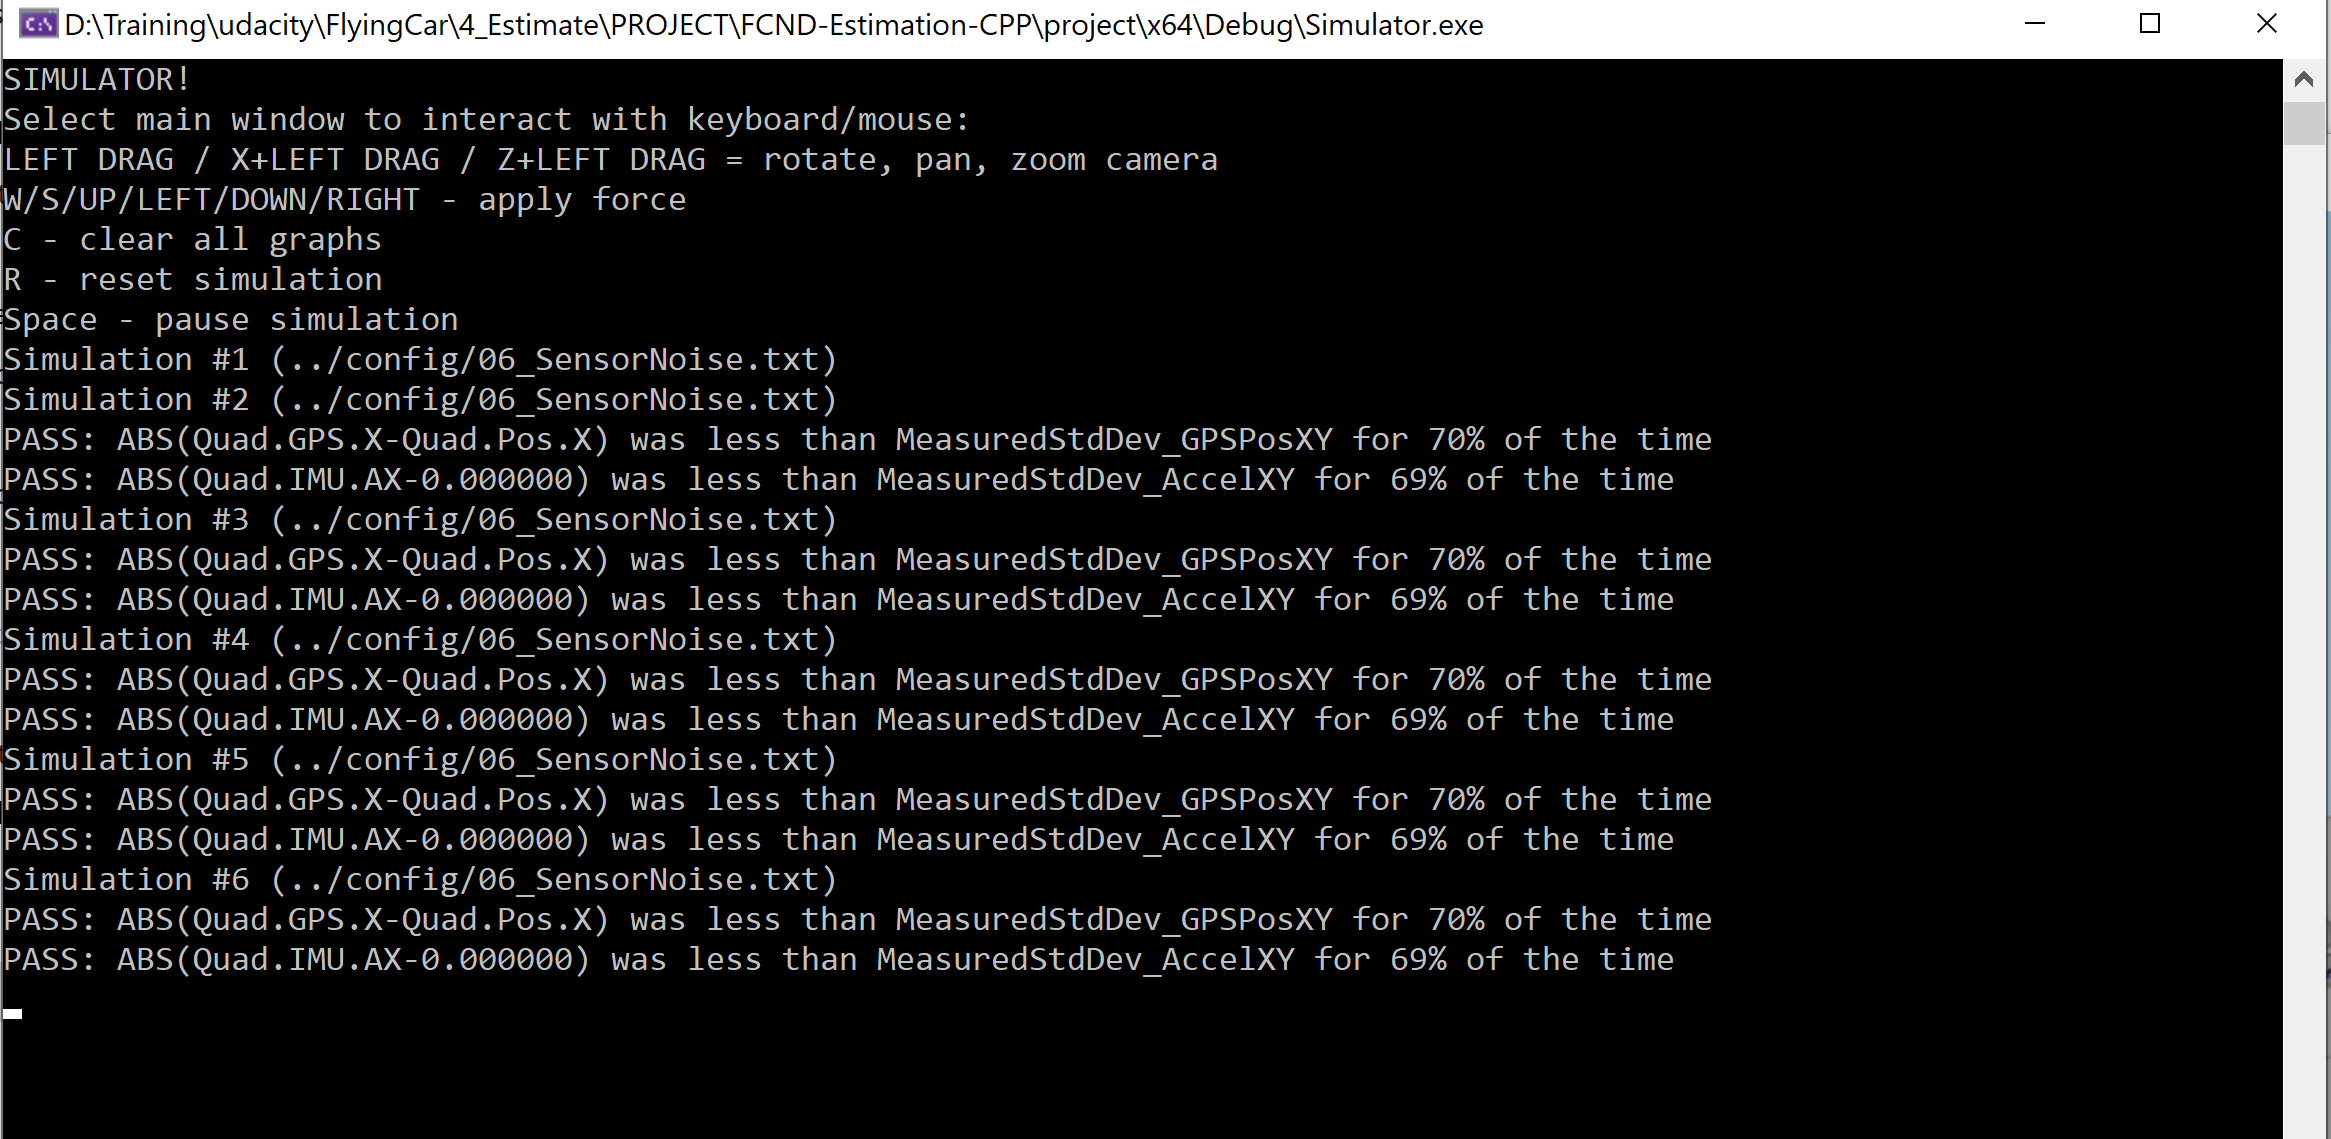 D:\Training\udacity\FlyingCar\4_Estimate\PROJECT\FCND-Estimation-CPP\project\x64\Debug\Simulator.exe
SIMULATOR!
Select main window to interact with keyboard/mouse:
LEFT DRAG / X+LEFT DRAG / Z+LEFT DRAG = rotate, pan, zoom camera
W/S/UP/LEFT/DOWN/RIGHT - apply force
C - clear all graphs
R - reset simulation
Space - pause simulation
Simulation #1 (../config/06_SensorNoise.txt)
Simulation #2 (../config/06_SensorNoise.txt)
PASS: ABS(Quad.GPS.X-Quad.Pos.X) was less than MeasuredStdDev_GPSPosXY for 70% of the time
PASS: ABS(Quad.IMU.AX-0.000000) was less than MeasuredStdDev_AccelXY for 69% of the time
Simulation #3 (../config/06_SensorNoise.txt)
PASS: ABS(Quad.GPS.X-Quad.Pos.X) was less than MeasuredStdDev_GPSPosXY for 70% of the time
PASS: ABS(Quad.IMU.AX-0.000000) was less than MeasuredStdDev_AccelXY for 69% of the time
Simulation #4 (../config/06_SensorNoise.txt)
PASS: ABS(Quad.GPS.X-Quad.Pos.X) was less than MeasuredStdDev_GPSPosXY for 70% of the time
PASS: ABS(Quad.IMU.AX-0.000000) was less than MeasuredStdDev_AccelXY for 69% of the time
Simulation #5 (../config/06_SensorNoise.txt)
PASS: ABS(Quad.GPS.X-Quad.Pos.X) was less than MeasuredStdDev_GPSPosXY for 70% of the time
PASS: ABS(Quad.IMU.AX-0.000000) was less than MeasuredStdDev_AccelXY for 69% of the time
Simulation #6 (../config/06_SensorNoise.txt)
PASS: ABS(Quad.GPS.X-Quad.Pos.X) was less than MeasuredStdDev_GPSPosXY for 70% of the time
PASS: ABS(Quad.IMU.AX-0.000000) was less than MeasuredStdDev_AccelXY for 69% of the time